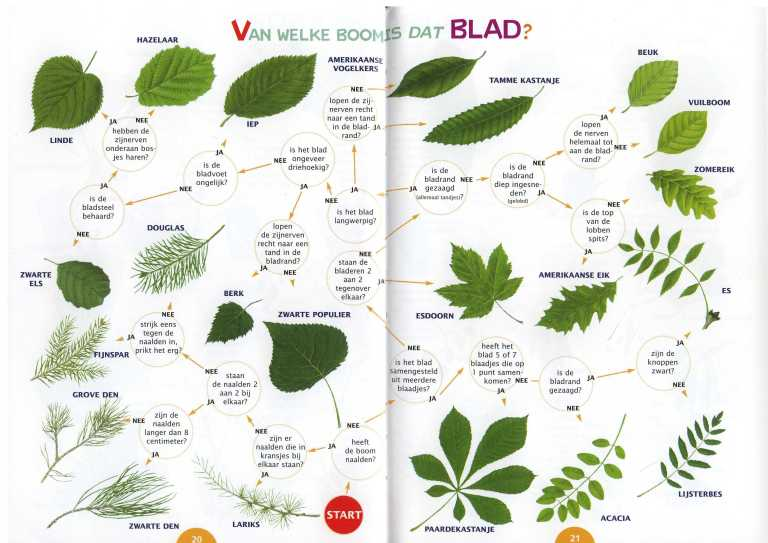 VAN WELKE BOOM IS DAT BLAD?
HAZELAAR
AMERIKAANSE
VOGELKERS
TAMME KASTANJE
BEUK
VUILBOOM
LINDE
IEP
ZOMEREIK
JA
NEE
hebben de
zijnerven
onderaan bos-
jes haren?
NEE
lopen de zij-
nerven recht
naar een tand
in de blad-
rand?
JA
JA
lopen
de nerven
helemaal tot
aan de blad-
rand?
NEE
JA
is de
bladvoet
ongelijk?
NEE
JA
NEE
is het blad
ongeveer
driehoekig?
JA
is de
bladrand
gezaagd
(allemaal tandjes)?
JA
NEE
is de
bladrand
diep ingesne-
den?
(gelobd)
NEE
JA
JA
is de
bladsteel
behaard?
NEE
NEE
is het blad
langwerpig?
JA
is de top
van de
lobben
spits?
NEE
JA
DOUGLAS
lopen
de zijnerven
recht naar een
tand in de
bladrand?
JA
NEE
NEE
staan de
bladeren 2
aan 2
tegenover
elkaar?
JA
ZWARTE
ELS
BERK
ZWARTE POPULIER
ESDOORN
AMERIKAANSE EIK
ES
NEE
strijk eens
tegen de
naalden in,
prikt het erg?
JA
FIJNSPAR
NEE
staan
de naalden 2
aan 2 bij
elkaar?
JA
NEE
is het blad
samengesteld
uit meerdere
blaadjes?
JA
heeft het
blad 5 of 7
blaadjes die op
1 punt samen-
komen?
NEE
JA
is de
bladrand
gezaagd?
JA
NEE
zijn de
knoppen
zwart?
JA
NEE
GROVE DEN
NEE
zijn de
naalden
langer dan 8
centimeter?
JA
NEE
zijn er
naalden die in
kransjes bij
elkaar staan?
JA
JA
NEE
heeft
de boom
naalden?
JA
START
ZWARTE DEN
LARIKS
PAARDEKASTANJE
ACACIA
LIJSTERBES
20
21